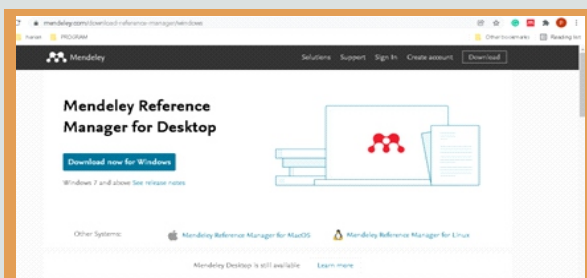 mendeley.com/download-reference-manager/windows
PROGRAM
Other bookmarks
Reading list
Mendeley
Solutions Support Sign In Create account Download
Mendeley Reference
Manager for Desktop
Download now for Windows
Windows 7 and above See release notes
Other Systems:
Mendeley Reference Manager for MacOS
Mendeley Reference Manager for Linux
Mendeley Desktop is still available Learn more